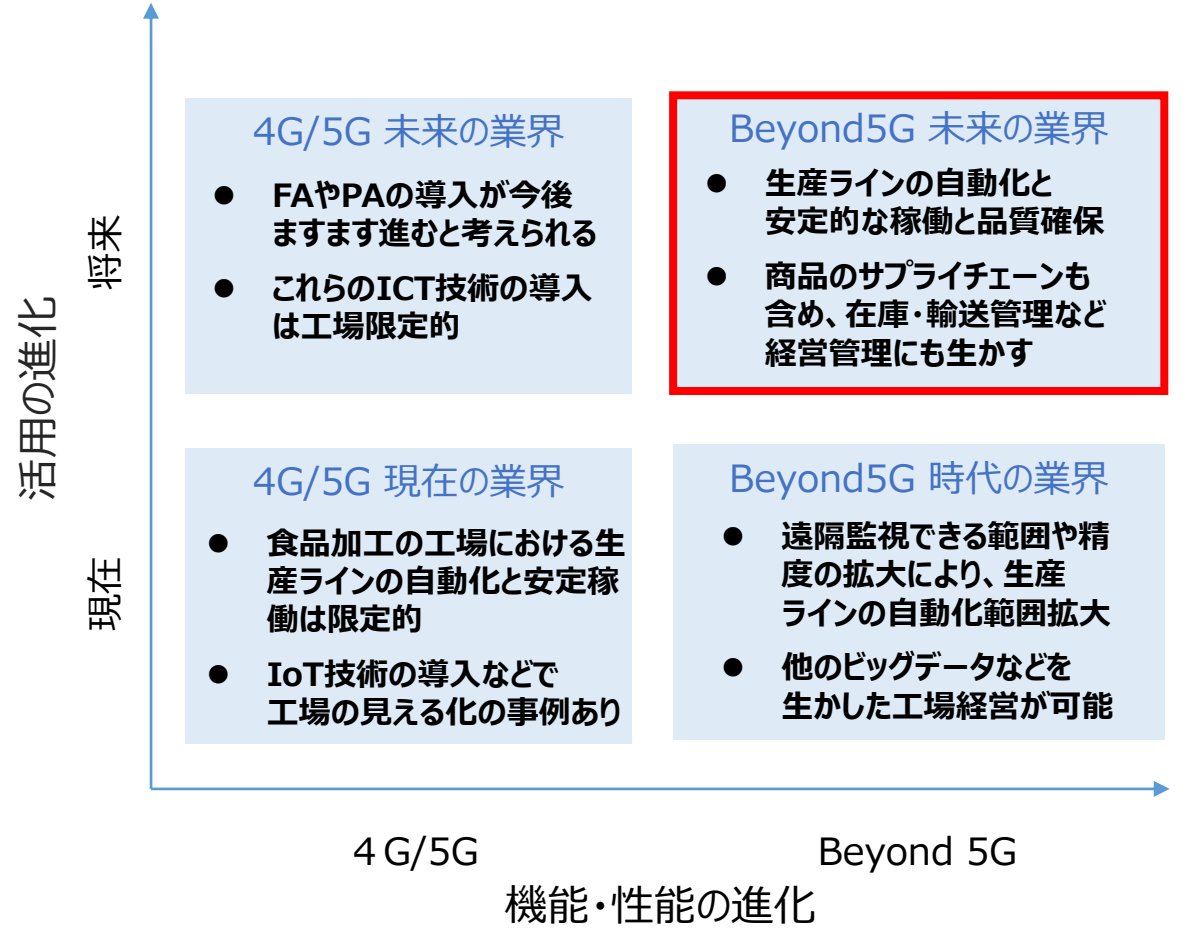 4G/5G 未来の業界
● FAやPAの導入が今後
ますます進むと考えられる
● これらのICT技術の導入
は工場限定的
Beyond5G 未来の業界
● 生産ラインの自動化と
安定的な稼働と品質確保
● 商品のサプライチェーンも
含め、在庫・輸送管理など
経営管理にも生かす
活用の進化
将来
現在
4G/5G 現在の業界
● 食品加工の工場における生
産ラインの自動化と安定稼
働は限定的
● IoT技術の導入などで
工場の見える化の事例あり
Beyond5G 時代の業界
● 遠隔監視できる範囲や精
度の拡大により、生産
ラインの自動化範囲拡大
● 他のビッグデータなどを
生かした工場経営が可能
４G/5G
Beyond 5G
機能・性能の進化